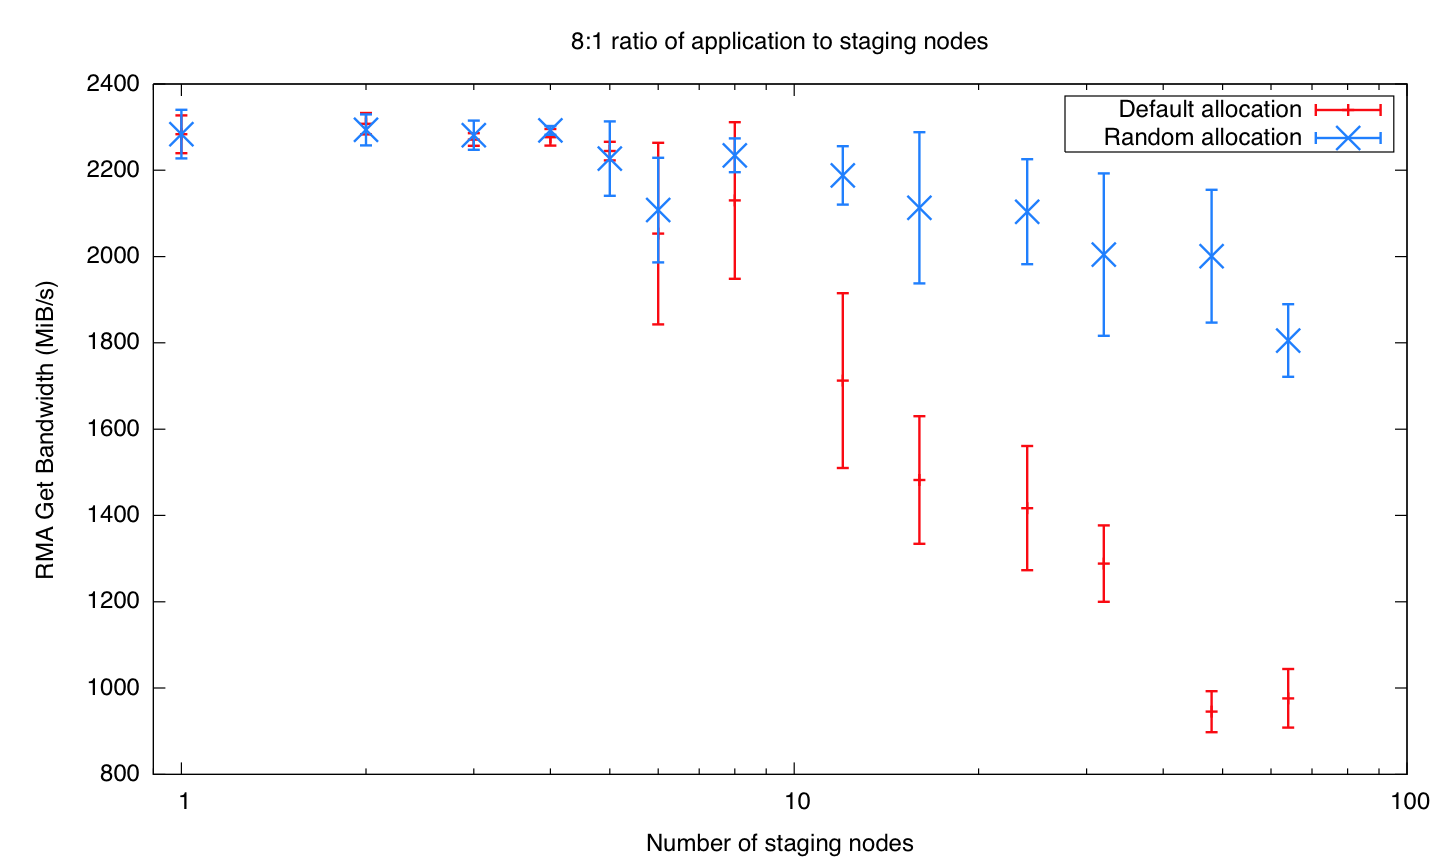 8:1 ratio of application to staging nodes
Default allocation
Random allocation
2400
2200
2000
1800
1600
1400
1200
1000
800
RMA Get Bandwidth (MiB/s)
1
10
100
Number of staging nodes